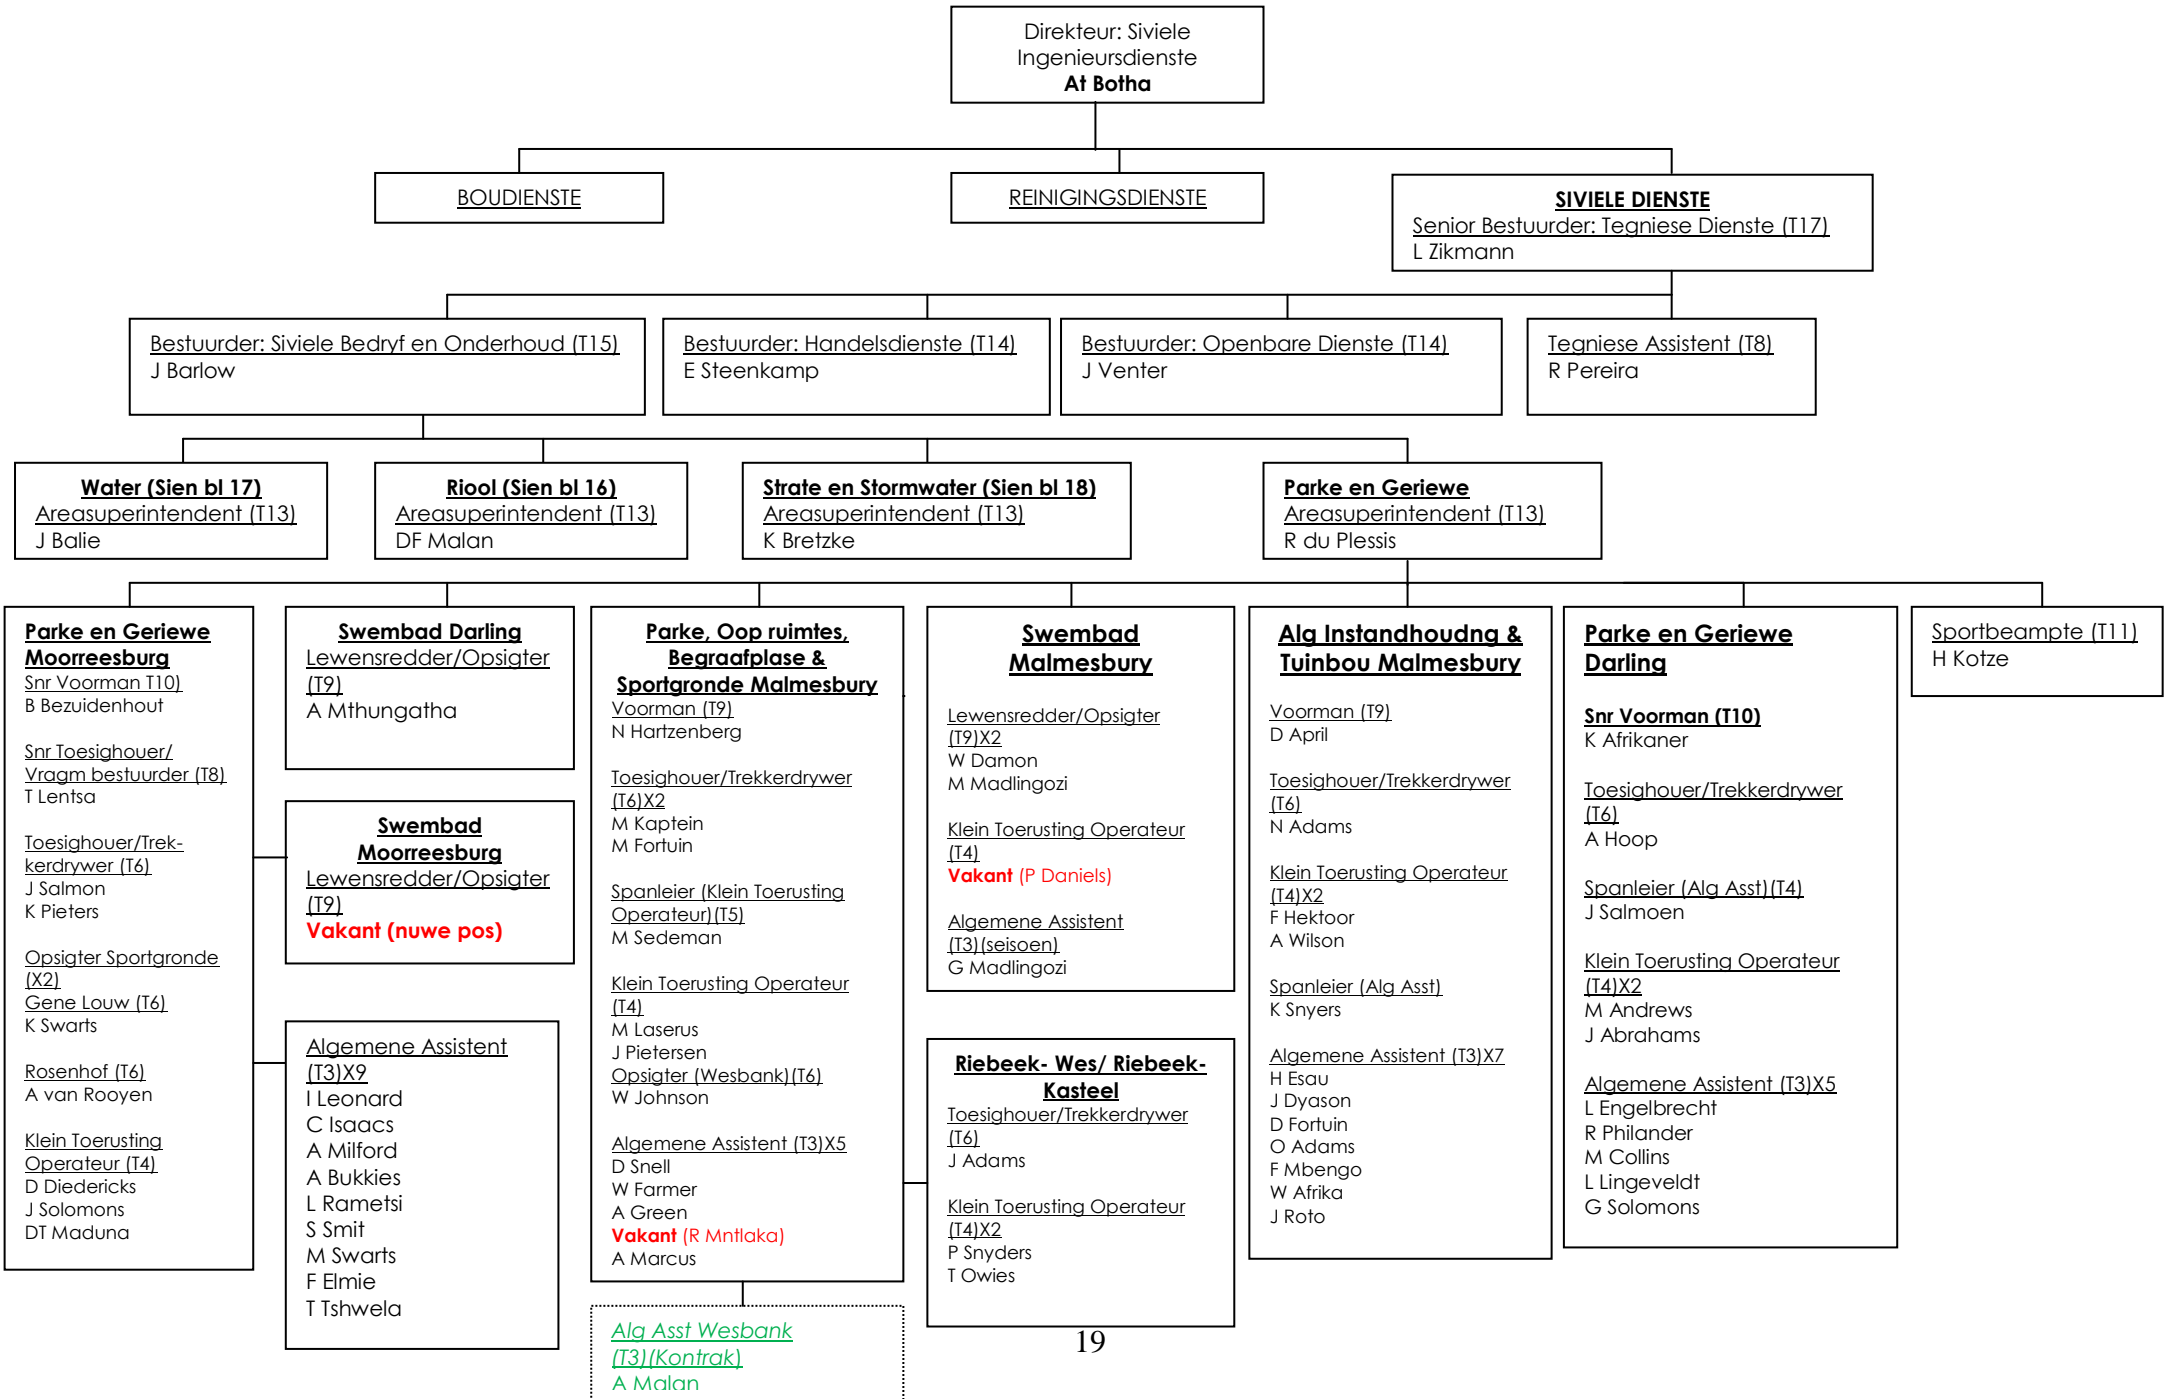 Direkteur: Siviele
Ingenieursdienste
At Botha
BOUDIENSTE
REINIGINGSDIENSTE
SIVIELE DIENSTE
Senior Bestuurder: Tegniese Dienste (T17)
L Zikmann
Bestuurder: Siviele Bedryf en Onderhoud (T15)
J Barlow
Bestuurder: Handelsdienste (T14)
E Steenkamp
Bestuurder: Openbare Dienste (T14)
J Venter
Tegniese Assistent (T8)
R Pereira
Water (Sien bl 17)
Areasuperintendent (T13)
J Balie
Riool (Sien bl 16)
Areasuperintendent (T13)
DF Malan
Strate en Stormwater (Sien bl 18)
Areasuperintendent (T13)
K Bretzke
Parke en Geriewe
Areasuperintendent (T13)
R du Plessis
Parke en Geriewe
Moorreesburg
Snr Voorman T10)
B Bezuidenhout
Snr Toesighouer/
Vragm bestuurder (T8)
T Lentsa
Toesighouer/Trek-
kerdrywer (T6)
J Salmon
K Pieters
Opsigter Sportgronde
(X2)
Gene Louw (T6)
K Swarts
Rosenhof (T6)
A van Rooyen
Klein Toerusting
Operateur (T4)
D Diedericks
J Solomons
DT Maduna
Swembad Darling
Lewensredder/Opsigter
(T9)
A Mthungatha
Swembad
Moorreesburg
Lewensredder/Opsigter
(T9)
Vakant (nuwe pos)
Algemene Assistent
(T3)X9
I Leonard
C Isaacs
A Milford
A Bukkies
L Rametsi
S Smit
M Swarts
F Elmie
T Tshwela
Parke, Oop ruimtes,
Begraafplase &
Sportgronde Malmesbury
Voorman (T9)
N Hartzenberg
Toesighouer/Trekkerdrywer
(T6)X2
M Kaptein
M Fortuin
Spanleier (Klein Toerusting
Operateur)(T5)
M Sedeman
Klein Toerusting Operateur
(T4)
M Laserus
J Pietersen
Opsigter (Wesbank)(T6)
W Johnson
Algemene Assistent (T3)X5
D Snell
W Farmer
A Green
Vakant (R Mntlaka)
A Marcus
Alg Asst Wesbank
(T3)(Kontrak)
A Malan
Swembad
Malmesbury
Lewensredder/Opsigter
(T9)X2
W Damon
M Madlingozi
Klein Toerusting Operateur
(T4)
Vakant (P Daniels)
Algemene Assistent
(T3)(seisoen)
G Madlingozi
Riebeek- Wes/ Riebeek-
Kasteel
Toesighouer/Trekkerdrywer
(T6)
J Adams
Klein Toerusting Operateur
(T4)X2
P Snyders
T Owies
Alg Instandhoudng &
Tuinbou Malmesbury
Voorman (T9)
D April
Toesighouer/Trekkerdrywer
(T6)
N Adams
Klein Toerusting Operateur
(T4)X2
F Hektoor
A Wilson
Spanleier (Alg Asst)
K Snyers
Algemene Assistent (T3)X7
H Esau
J Dyason
D Fortuin
O Adams
F Mbengo
W Afrika
J Roto
Parke en Geriewe
Darling
Snr Voorman (T10)
K Afrikaner
Toesighouer/Trekkerdrywer
(T6)
A Hoop
Spanleier (Alg Asst)(T4)
J Salmoen
Klein Toerusting Operateur
(T4)X2
M Andrews
J Abrahams
Algemene Assistent (T3)X5
L Engelbrecht
R Philander
M Collins
L Lingeveldt
G Solomons
Sportbeampte (T11)
H Kotze
19